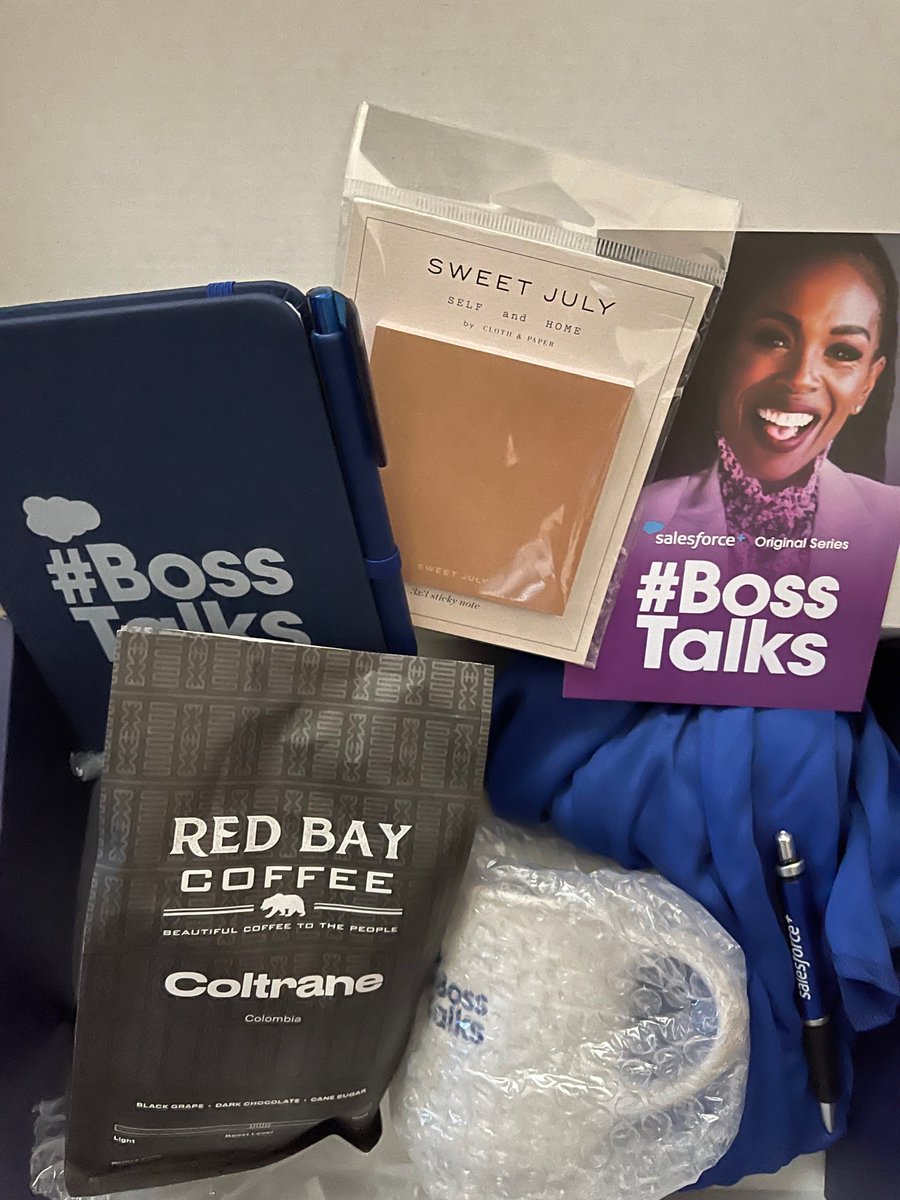 SWEET JULY
SELF and HOME
by CLOTH & PAPER
SWEET JULY
3x3 sticky note
salesforce+ Original Series
#Boss
Talks
#Boss
Talks
RED BAY
COFFEE
BEAUTIFUL COFFEE TO THE PEOPLE
Coltrane
Colombia
BLACK GRAPE • DARK CHOCOLATE • CANE SUGAR
Light
Roast Level
Boss
Talks
salesforce+